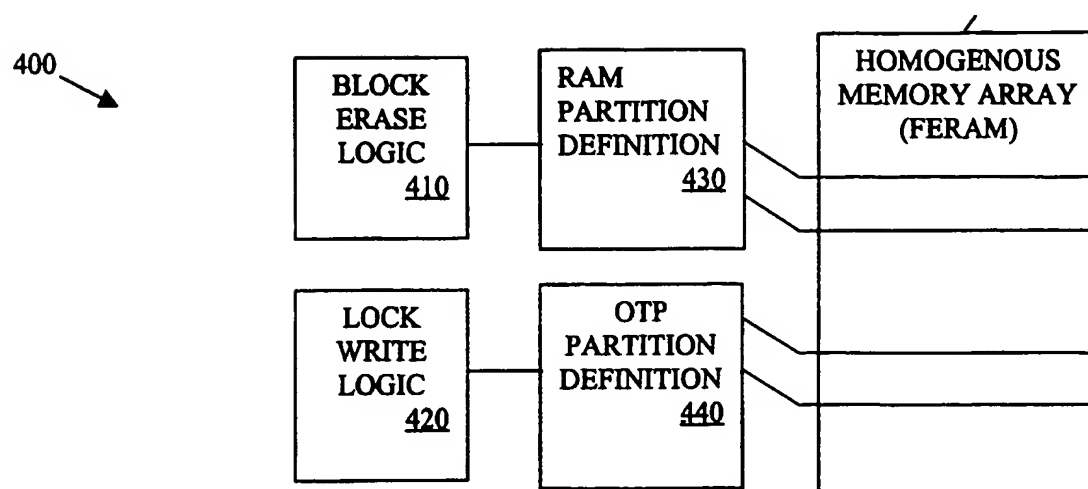 400
BLOCK
ERASE
LOGIC
410
RAM
PARTITION
DEFINITION
430
HOMOGENOUS
MEMORY ARRAY
(FERAM)
LOCK
WRITE
LOGIC
420
OTP
PARTITION
DEFINITION
440